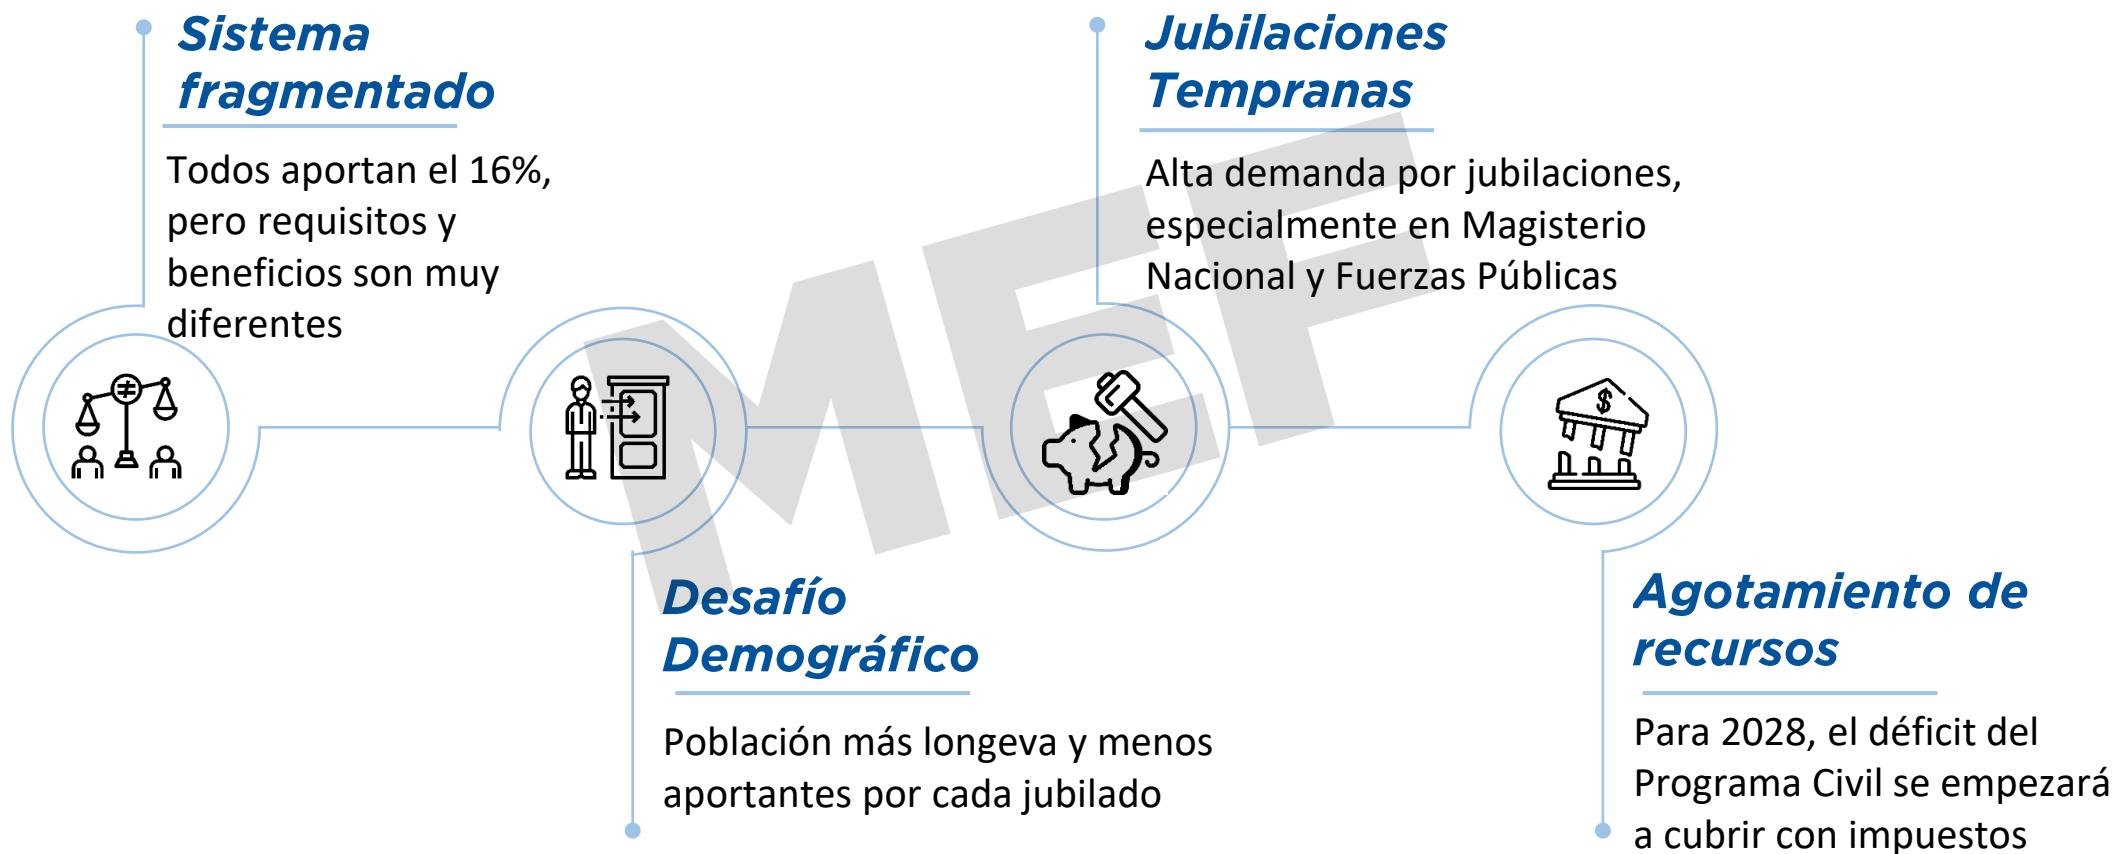 Sistema
fragmentado
Todos aportan el 16%,
pero requisitos y
beneficios son muy
diferentes
Desafío
Demográfico
Población más longeva y menos
aportantes por cada jubilado
Jubilaciones
Tempranas
Alta demanda por jubilaciones,
especialmente en Magisterio
Nacional y Fuerzas Públicas
Agotamiento de
recursos
Para 2028, el déficit del
Programa Civil se empezará
a cubrir con impuestos
MEF
≠
$